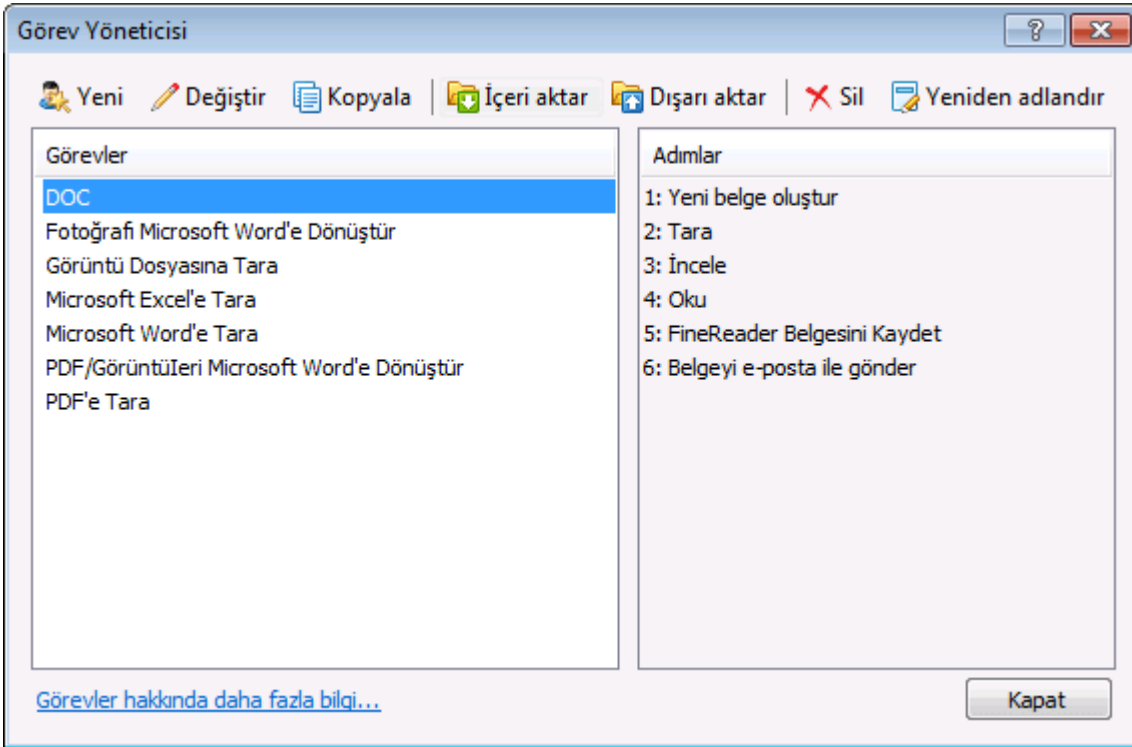 Görev Yöneticisi
Yeni Değiştir Kopyala İçeri aktar Dışarı aktar Sil Yeniden adlandır
Görevler
DOC
Fotoğrafı Microsoft Word'e Dönüştür
Görüntü Dosyasına Tara
Microsoft Excel'e Tara
Microsoft Word'e Tara
PDF/GörüntüIeri Microsoft Word'e Dönüştür
PDF'e Tara
Adımlar
1: Yeni belge oluştur
2: Tara
3: İncele
4: Oku
5: FineReader Belgesini Kaydet
6: Belgeyi e-posta ile gönder
Görevler hakkında daha fazla bilgi...
Kapat